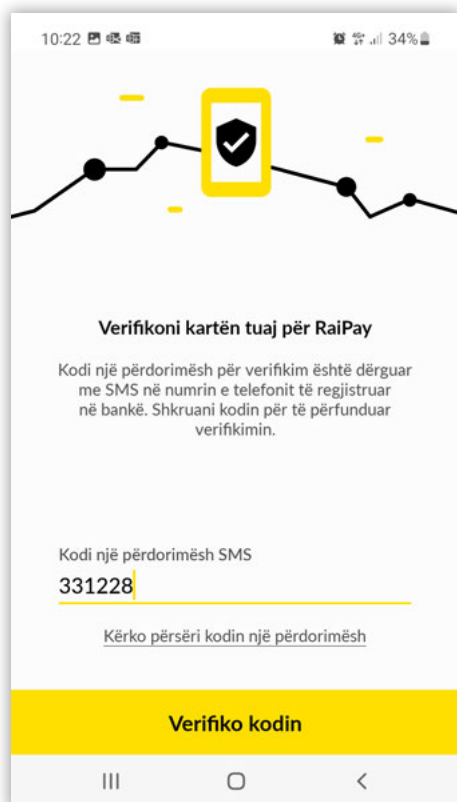 10:22
34%
Verifikoni kartën tuaj për RaiPay
Kodi një përdorimësh për verifikim është dërguar
me SMS në numrin e telefonit të regjistruar
në bankë. Shkruani kodin për të përfunduar
verifikimin.
Kodi një përdorimësh SMS
331228
Kërko përsëri kodin një përdorimësh
Verifiko kodin